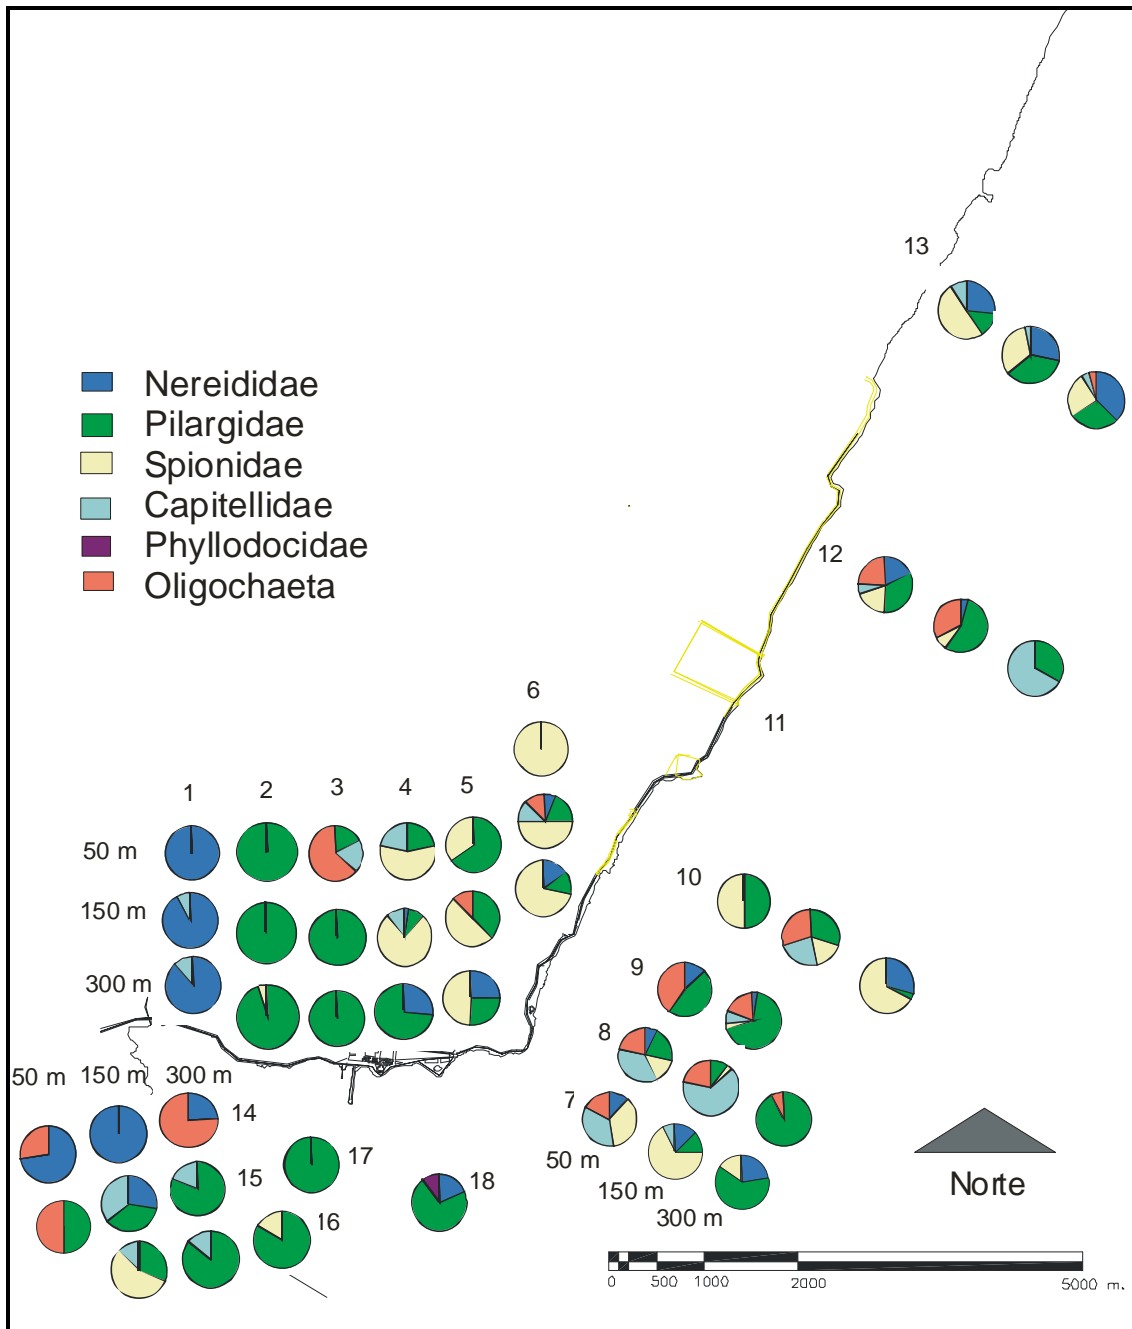 13
Nereididae
Pilargidae
Spionidae
Capitellidae
Phyllodocidae
Oligochaeta
12
6
11
1
2
3
4
5
50 m
150 m
300 m
10
9
8
7
50 m
150 m
300 m
50 m
150 m
300 m
14
15
16
17
18
Norte
0 500 1000 2000 5000 m.